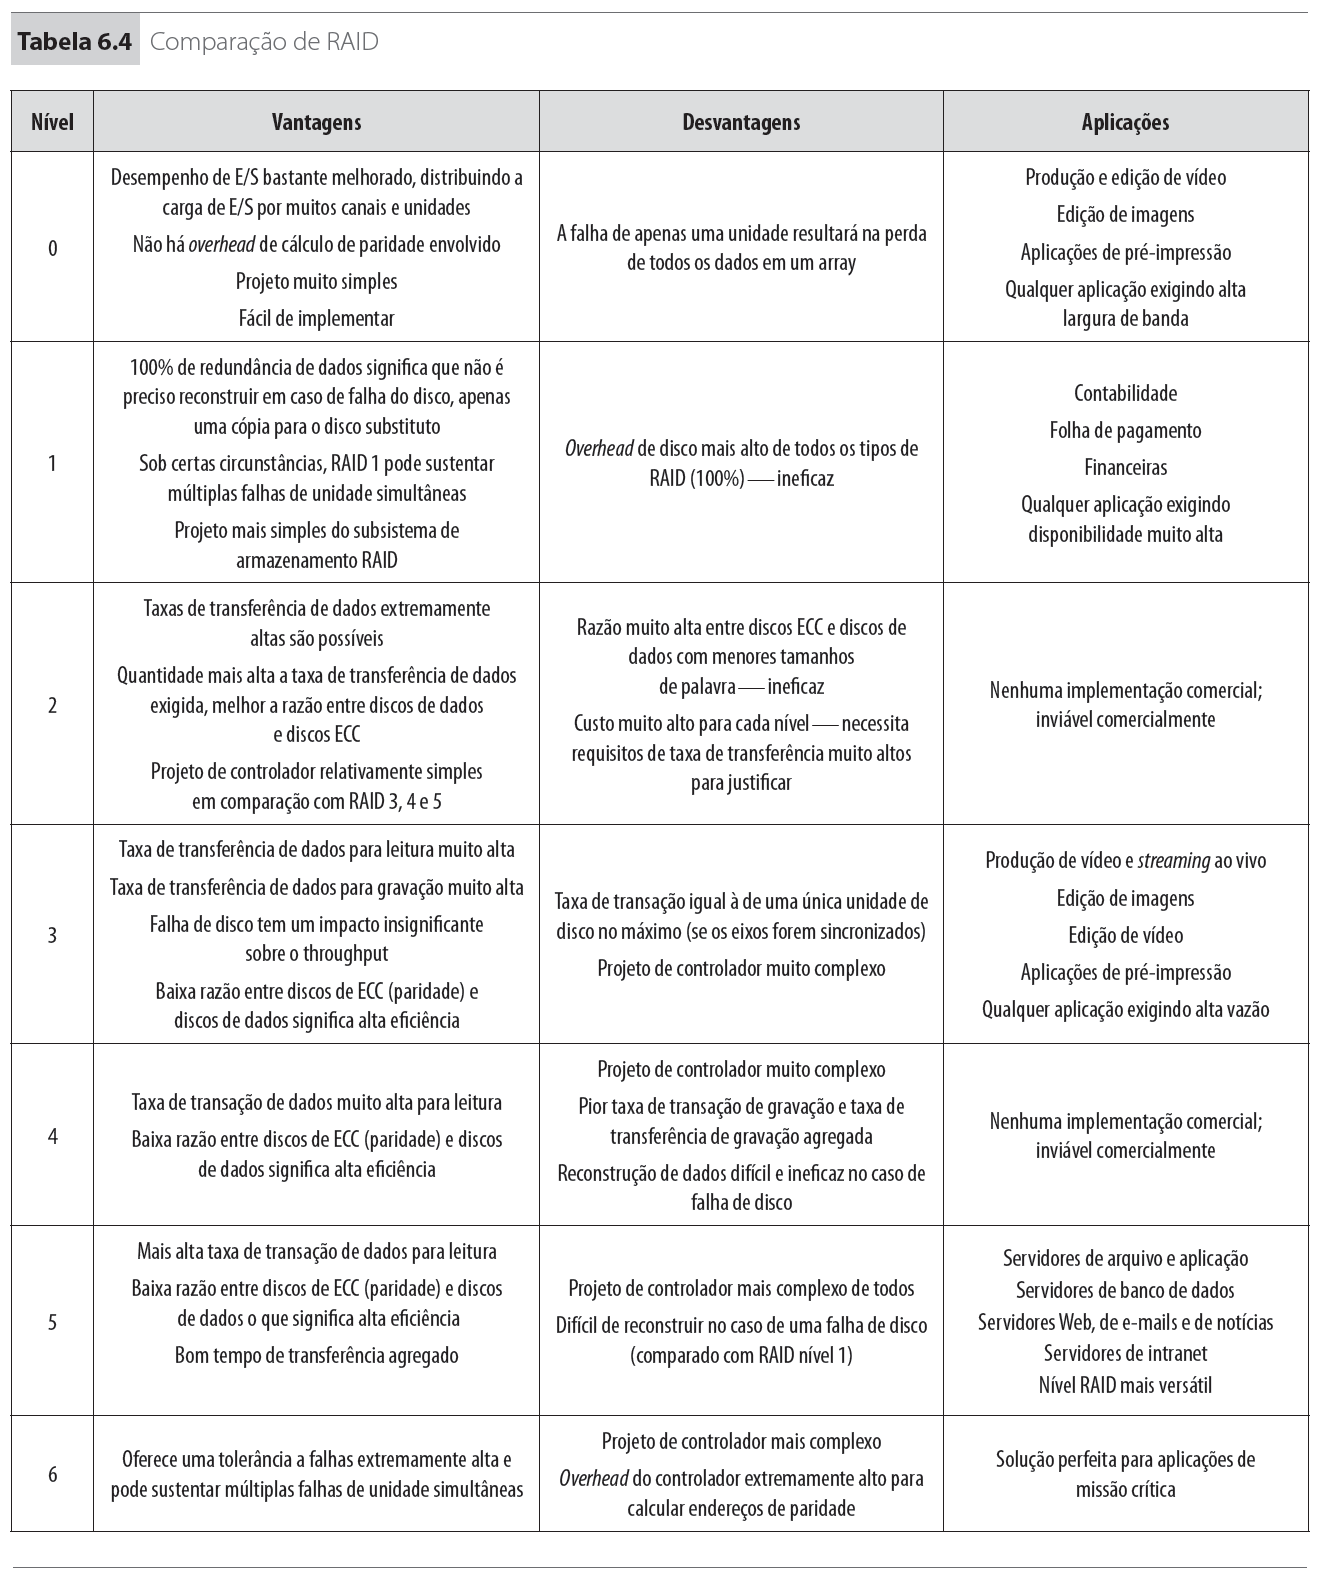 Tabela 6.4 Comparação de RAID
Nível Vantagens Desvantagens Aplicações
0
Desempenho de E/S bastante melhorado, distribuindo a
carga de E/S por muitos canais e unidades
Não há overhead de cálculo de paridade envolvido
Projeto muito simples
Fácil de implementar
A falha de apenas uma unidade resultará na perda
de todos os dados em um array
Produção e edição de vídeo
Edição de imagens
Aplicações de pré-impressão
Qualquer aplicação exigindo alta
largura de banda
1
100% de redundância de dados significa que não é
preciso reconstruir em caso de falha do disco, apenas
uma cópia para o disco substituto
Sob certas circunstâncias, RAID 1 pode sustentar
múltiplas falhas de unidade simultâneas
Projeto mais simples do subsistema de
armazenamento RAID
Overhead de disco mais alto de todos os tipos de
RAID (100%) — ineficaz
Contabilidade
Folha de pagamento
Financeiras
Qualquer aplicação exigindo
disponibilidade muito alta
2
Taxas de transferência de dados extremamente
altas são possíveis
Quantidade mais alta a taxa de transferência de dados
exigida, melhor a razão entre discos de dados
e discos ECC
Projeto de controlador relativamente simples
em comparação com RAID 3, 4 e 5
Razão muito alta entre discos ECC e discos de
dados com menores tamanhos
de palavra — ineficaz
Custo muito alto para cada nível — necessita
requisitos de taxa de transferência muito altos
para justificar
Nenhuma implementação comercial;
inviável comercialmente
3
Taxa de transferência de dados para leitura muito alta
Taxa de transferência de dados para gravação muito alta
Falha de disco tem um impacto insignificante
sobre o throughput
Baixa razão entre discos de ECC (paridade) e
discos de dados significa alta eficiência
Taxa de transação igual à de uma única unidade de
disco no máximo (se os eixos forem sincronizados)
Projeto de controlador muito complexo
Produção de vídeo e streaming ao vivo
Edição de imagens
Edição de vídeo
Aplicações de pré-impressão
Qualquer aplicação exigindo alta vazão
4
Taxa de transação de dados muito alta para leitura
Baixa razão entre discos de ECC (paridade) e discos
de dados significa alta eficiência
Projeto de controlador muito complexo
Pior taxa de transação de gravação e taxa de
transferência de gravação agregada
Reconstrução de dados difícil e ineficaz no caso de
falha de disco
Nenhuma implementação comercial;
inviável comercialmente
5
Mais alta taxa de transação de dados para leitura
Baixa razão entre discos de ECC (paridade) e discos
de dados o que significa alta eficiência
Bom tempo de transferência agregado
Projeto de controlador mais complexo de todos
Difícil de reconstruir no caso de uma falha de disco
(comparado com RAID nível 1)
Servidores de arquivo e aplicação
Servidores de banco de dados
Servidores Web, de e-mails e de notícias
Servidores de intranet
Nível RAID mais versátil
6
Oferece uma tolerância a falhas extremamente alta e
pode sustentar múltiplas falhas de unidade simultâneas
Projeto de controlador mais complexo
Overhead do controlador extremamente alto para
calcular endereços de paridade
Solução perfeita para aplicações de
missão crítica